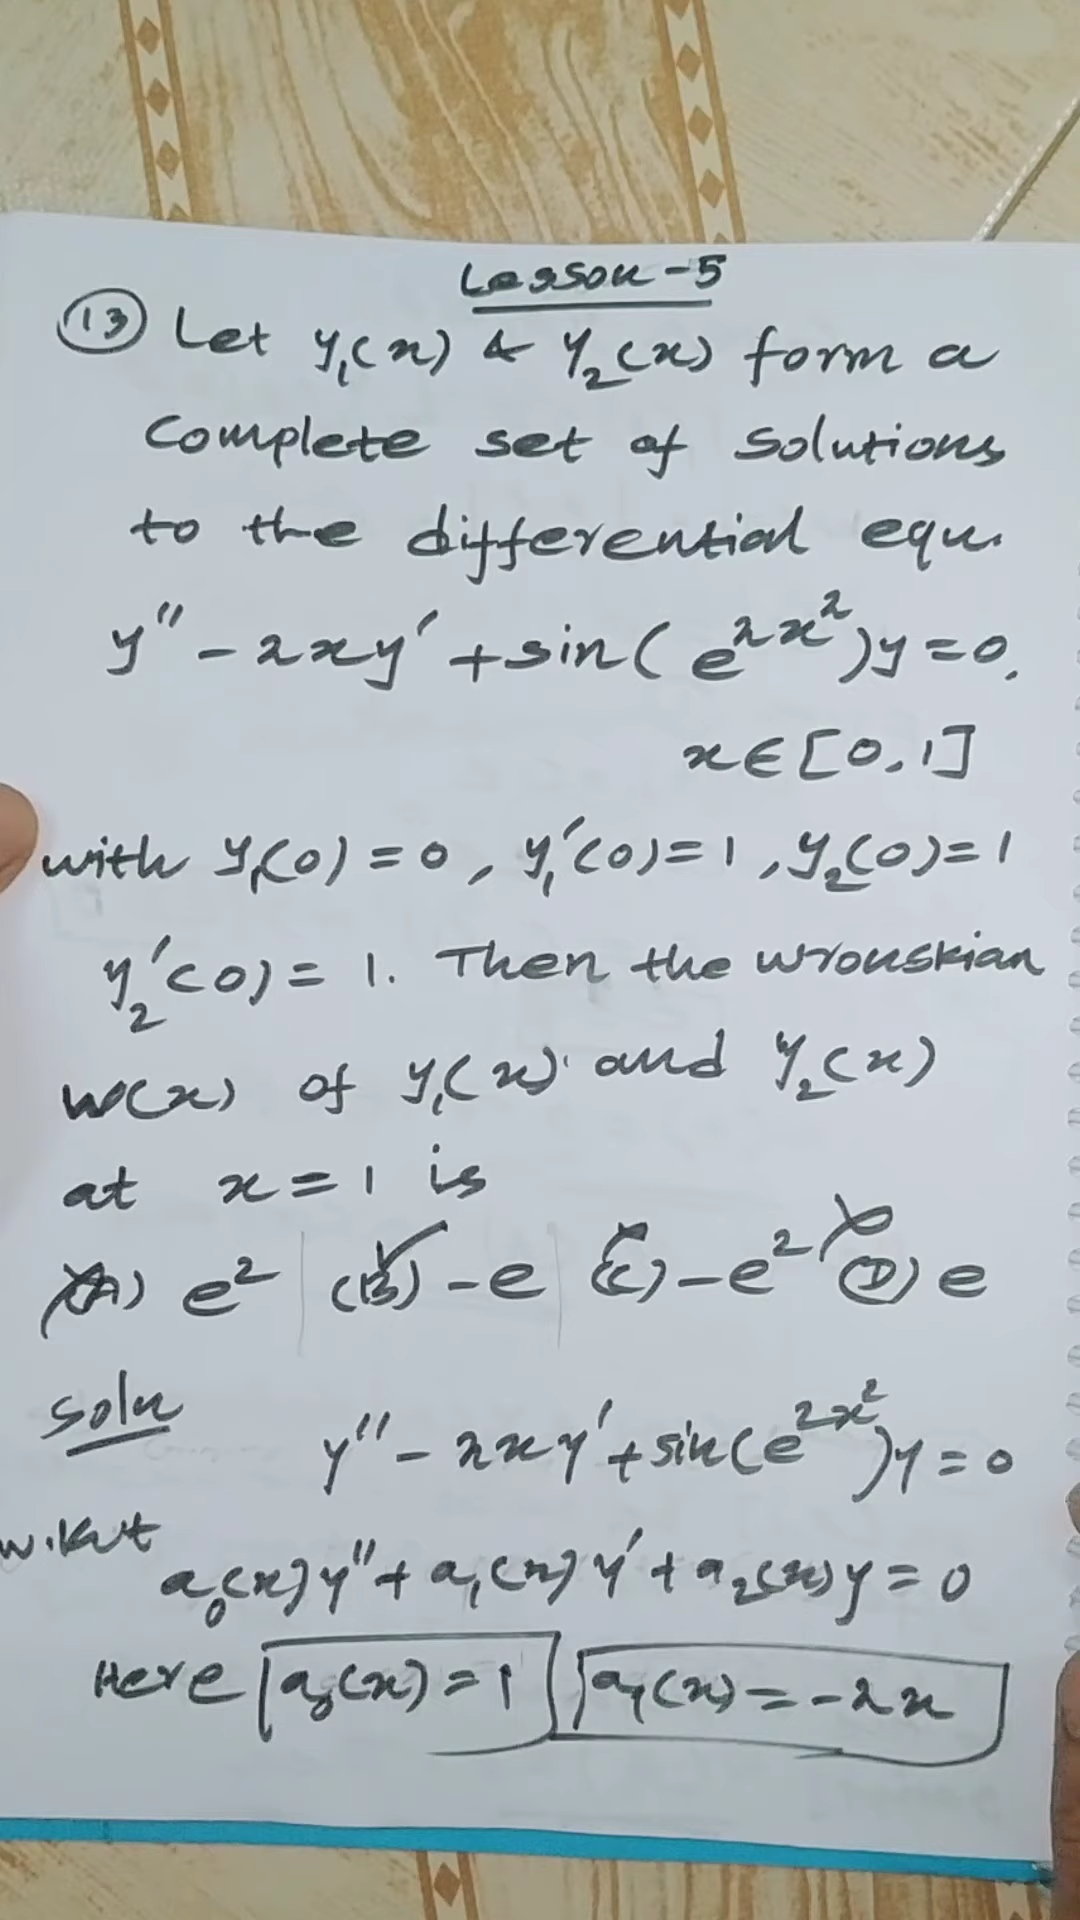 Lesson-5
(13) Let y₁(x) & y₂(x) form a
Complete set of solutions
to the differential equ.
y'' - 2xy' + sin(e^{2x²})y = 0,
x ∈ [0,1]
with y₁(0) = 0, y₁'(0) = 1, y₂(0) = 1
y₂'(0) = 1. Then the wronskian
w(x) of y₁(x) and y₂(x)
at x = 1 is
(A) e² (B) -e (C) -e² (D) e
Soln
y'' - 2xy' + sin(e^{2x²})y = 0
w.k.t
a₀(x)y'' + a₁(x)y' + a₂(x)y = 0
Here a₀(x) = 1 a₁(x) = -2x